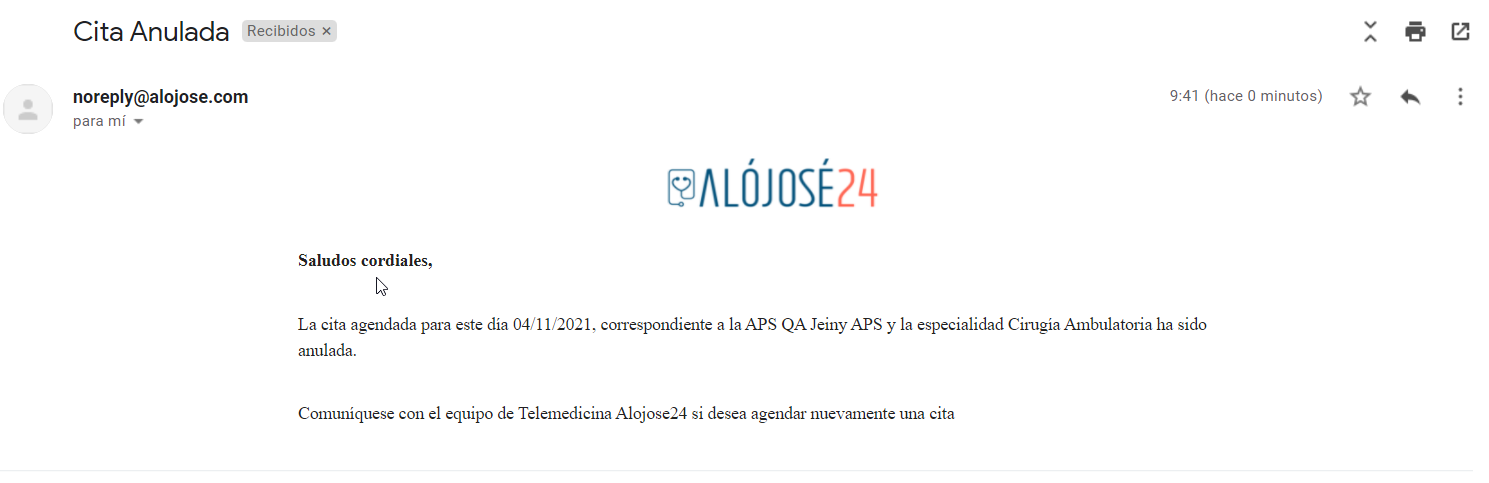 Cita Anulada Recibidos ×
noreply@alojose.com 9:41 (hace 0 minutos)
para mí
ALÓJOSÉ24
Saludos cordiales,
La cita agendada para este día 04/11/2021, correspondiente a la APS QA Jeiny APS y la especialidad Cirugía Ambulatoria ha sido
anulada.
Comuníquese con el equipo de Telemedicina Alojose24 si desea agendar nuevamente una cita